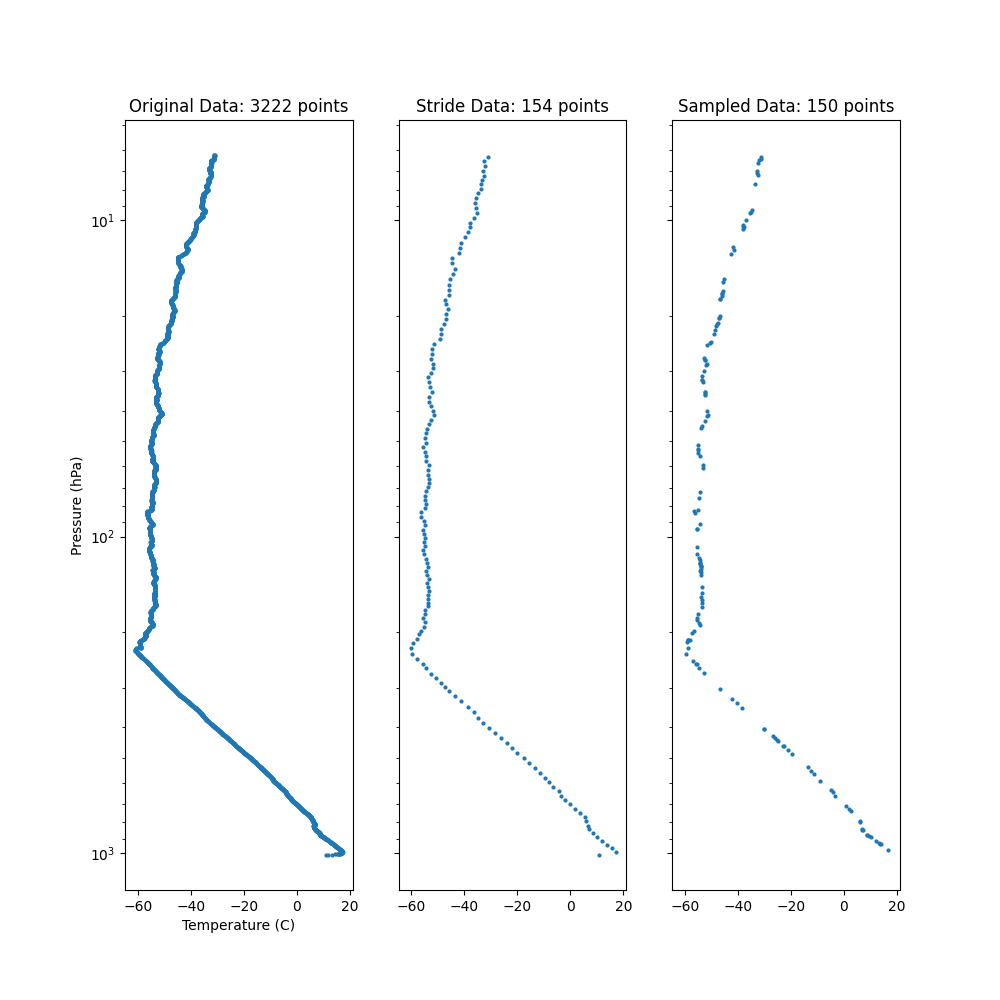 Original Data: 3222 points
Stride Data: 154 points
Sampled Data: 150 points
10¹
10²
10³
Pressure (hPa)
−60 −40 −20 0 20
−60 −40 −20 0 20
−60 −40 −20 0 20
Temperature (C)